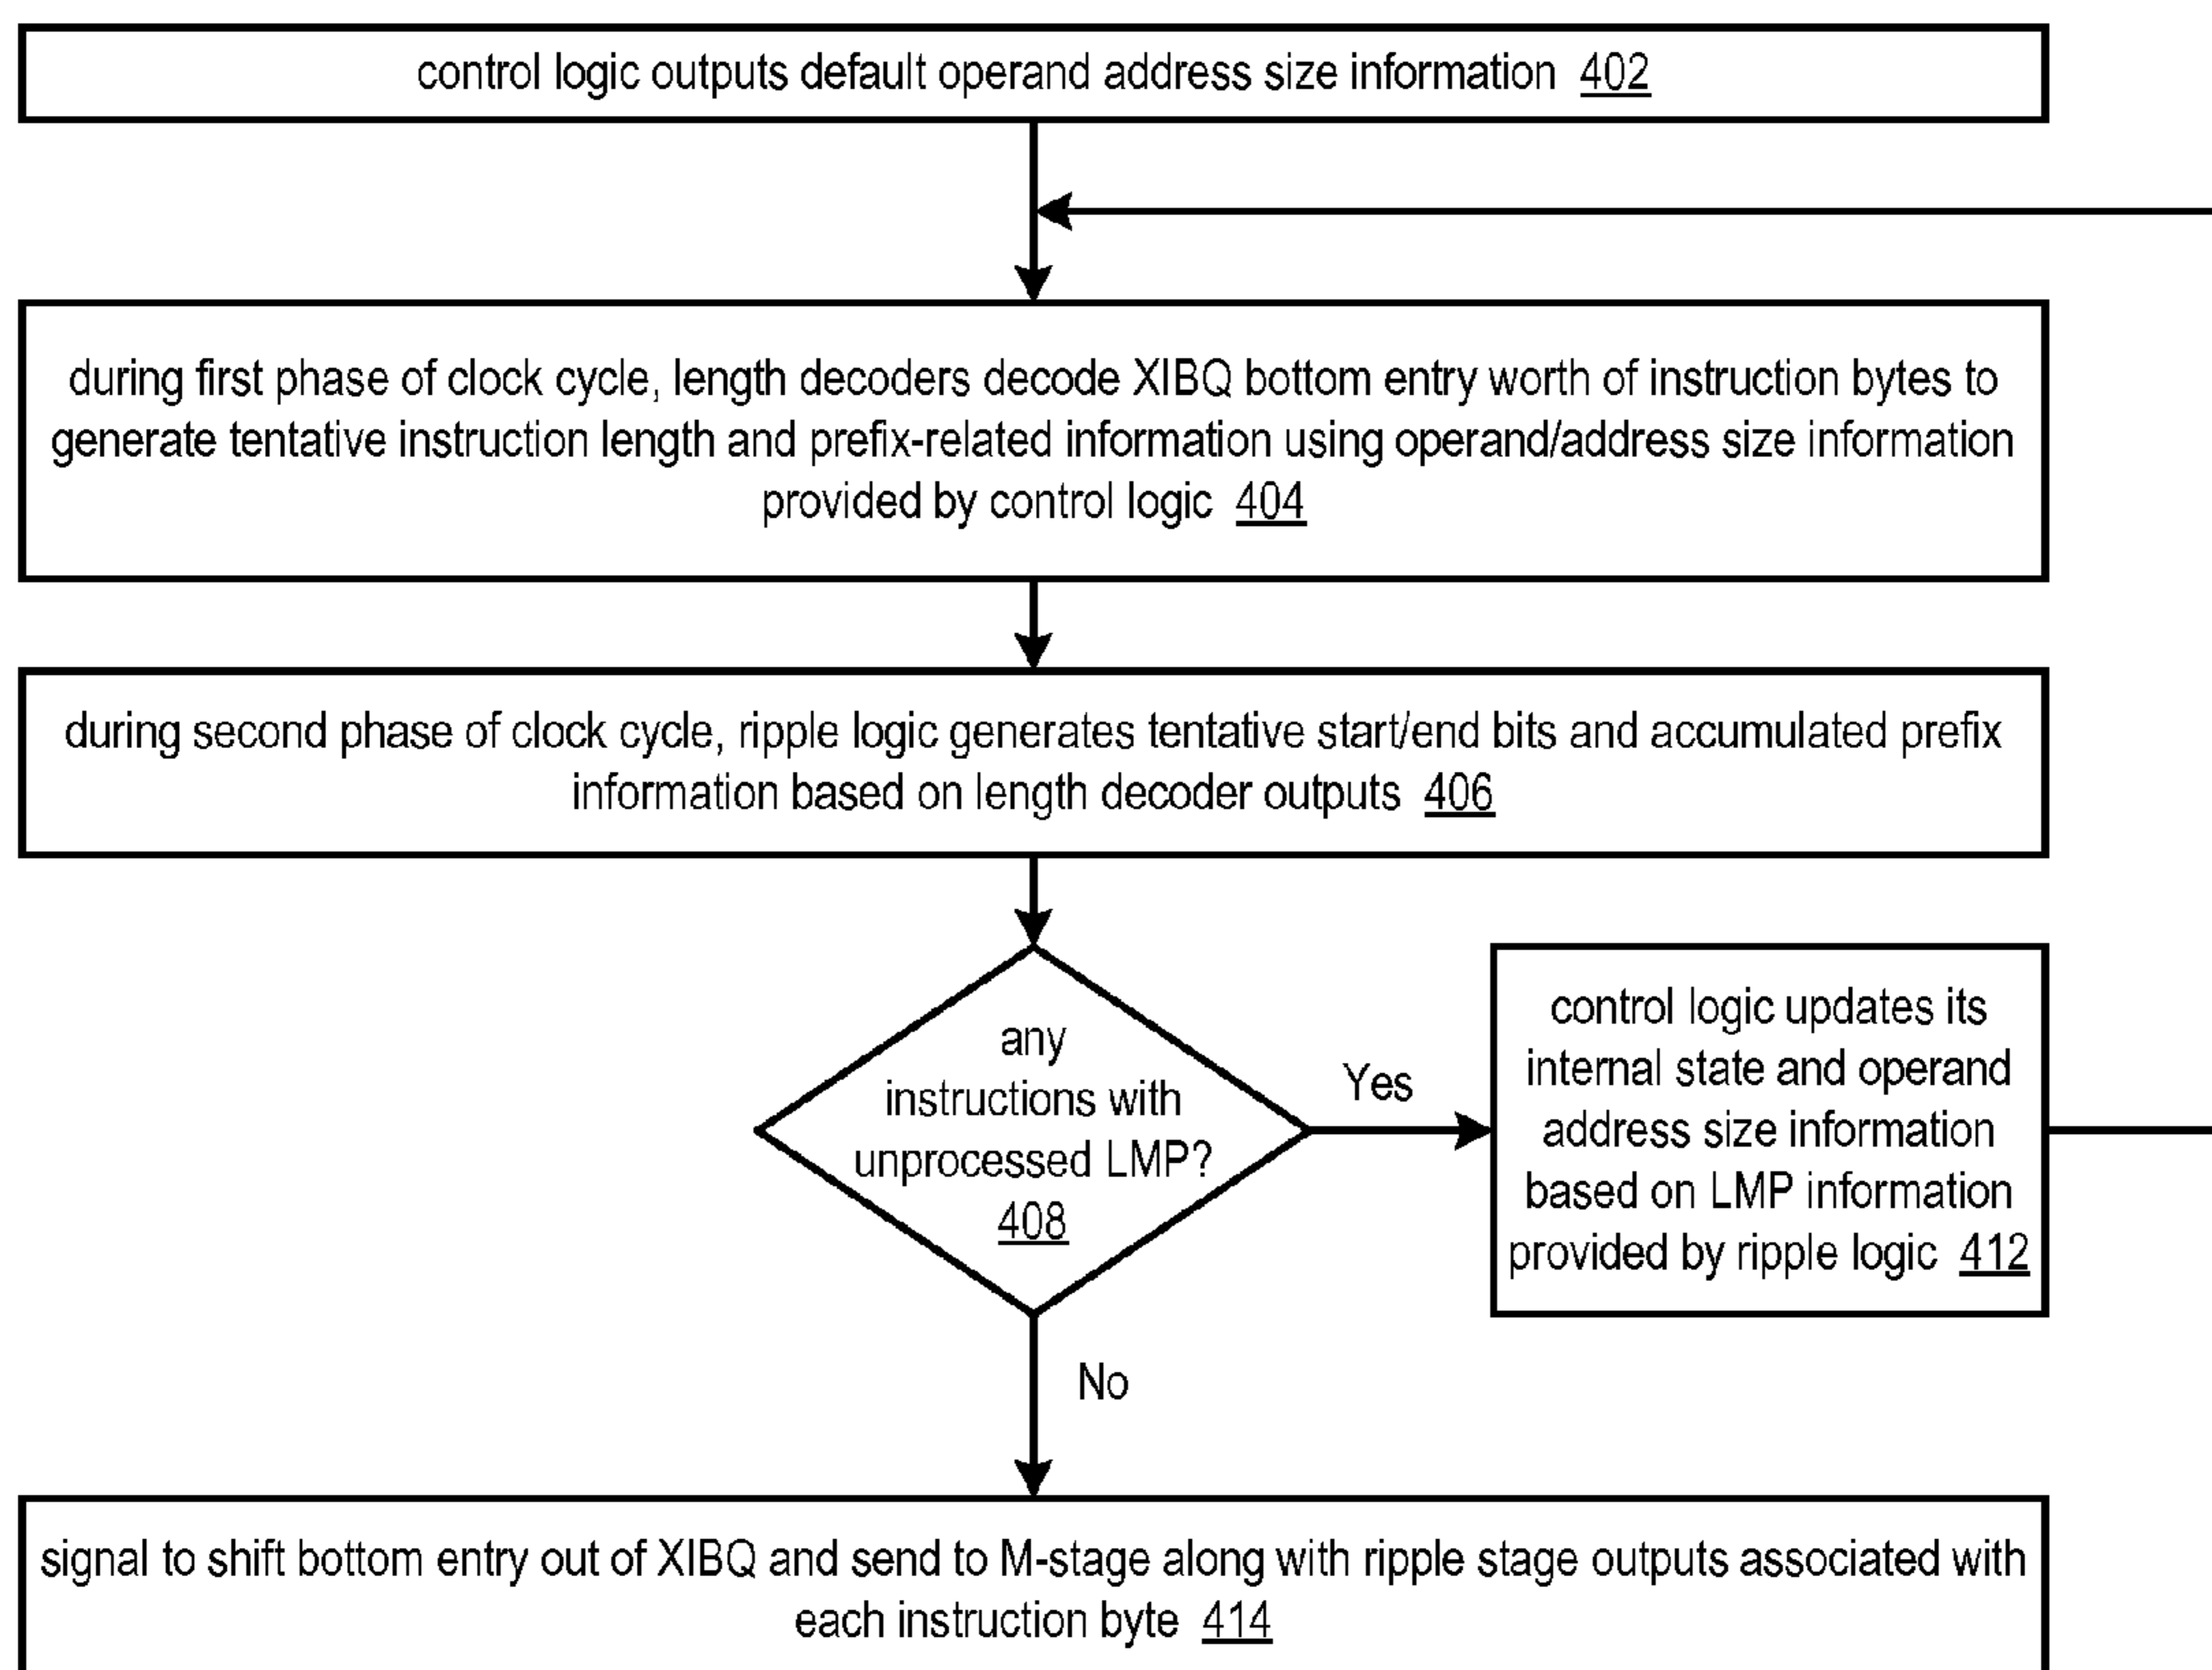 control logic outputs default operand address size information 402
during first phase of clock cycle, length decoders decode XIBQ bottom entry worth of instruction bytes to
generate tentative instruction length and prefix-related information using operand/address size information
provided by control logic 404
during second phase of clock cycle, ripple logic generates tentative start/end bits and accumulated prefix
information based on length decoder outputs 406
any
instructions with
unprocessed LMP?
408
Yes
control logic updates its
internal state and operand
address size information
based on LMP information
provided by ripple logic 412
No
signal to shift bottom entry out of XIBQ and send to M-stage along with ripple stage outputs associated with
each instruction byte 414